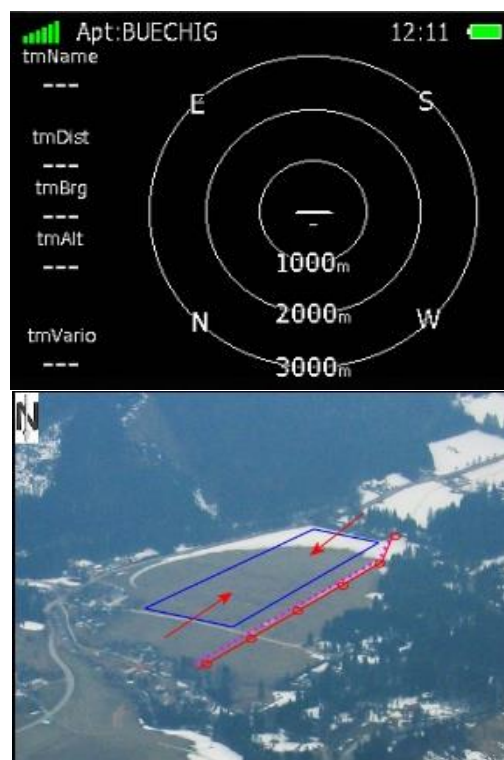 Apt:BUECHIG 12:11
tmName
---
E S
tmDist
---
tmBrg
---
tmAlt
---
1000m
N 2000m W
tmVario
---
3000m
N